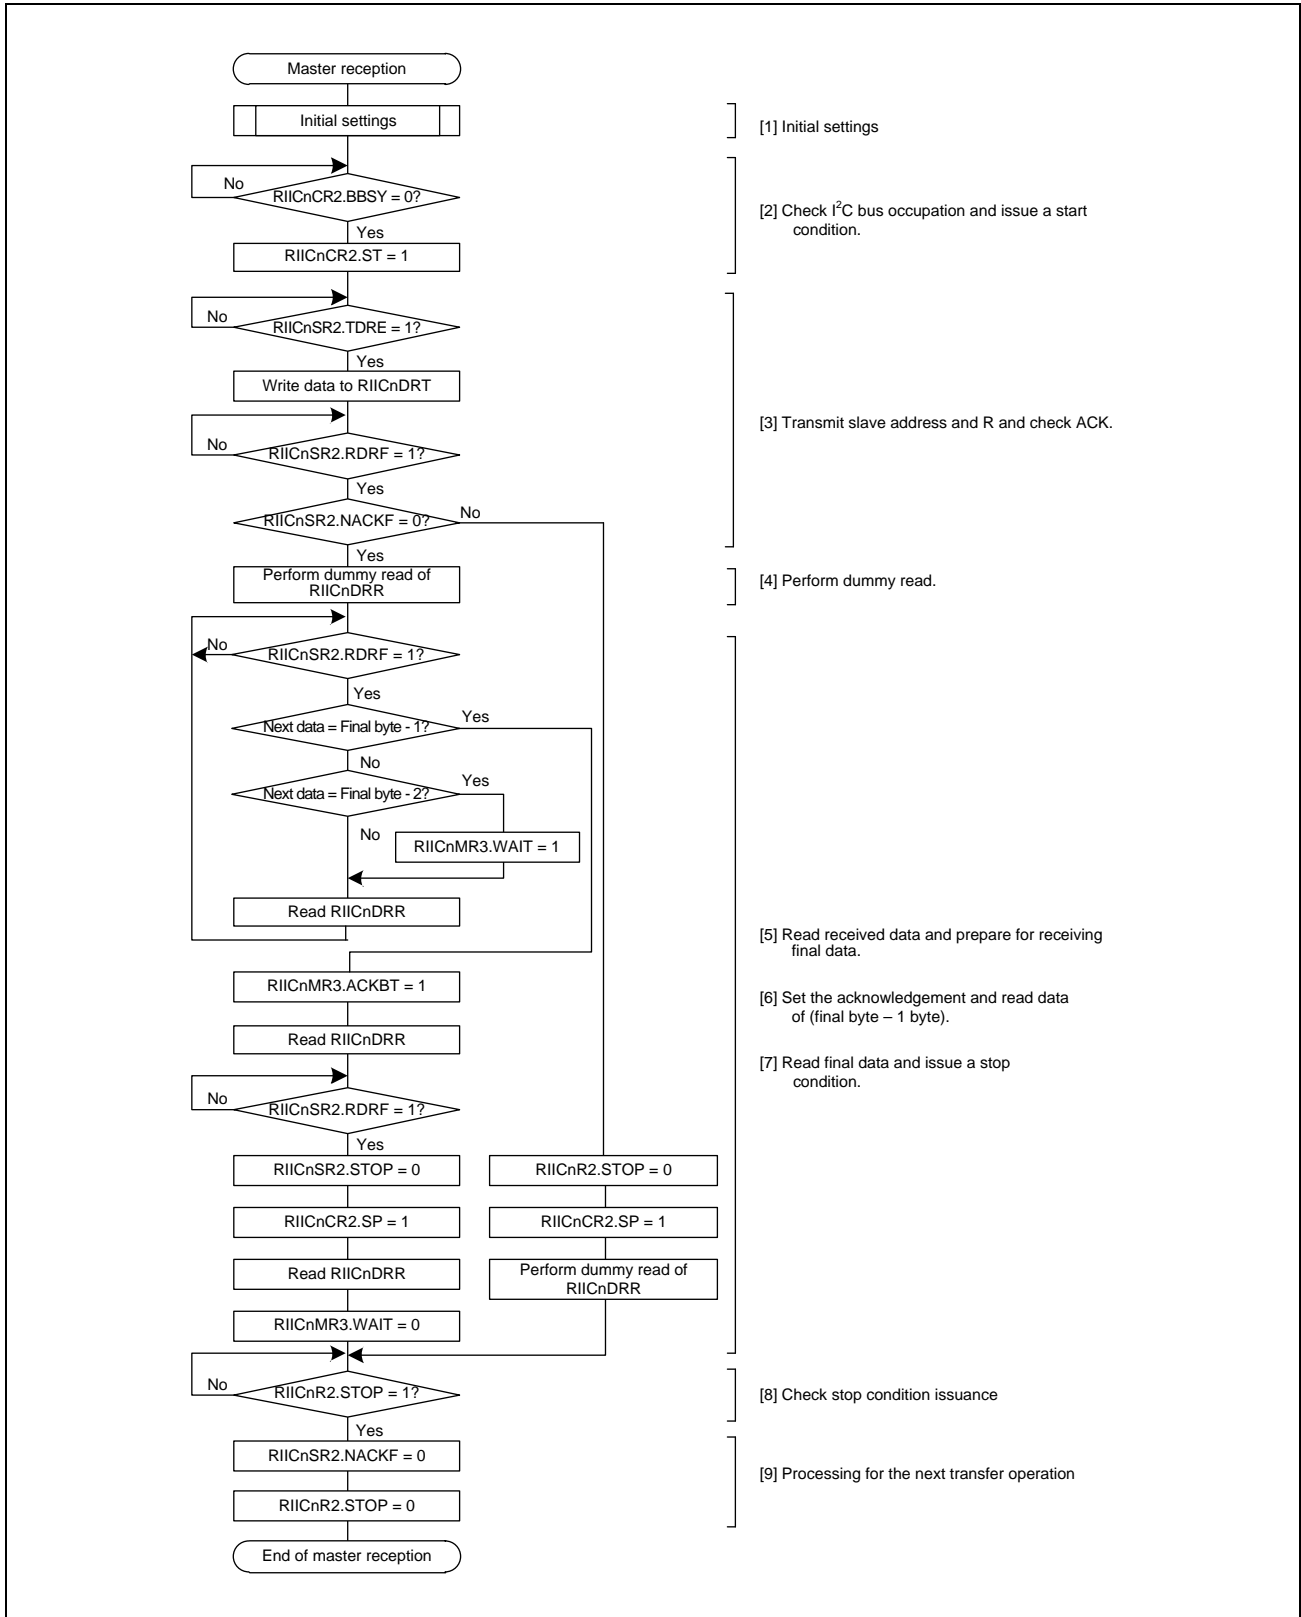 Master reception
Initial settings
[1] Initial settings
No
RIICnCR2.BBSY = 0?
[2] Check I²C bus occupation and issue a start
condition.
Yes
RIICnCR2.ST = 1
No
RIICnSR2.TDRE = 1?
Yes
Write data to RIICnDRT
[3] Transmit slave address and R and check ACK.
No
RIICnSR2.RDRF = 1?
Yes
RIICnSR2.NACKF = 0?
No
Yes
Perform dummy read of
RIICnDRR
[4] Perform dummy read.
No
RIICnSR2.RDRF = 1?
Yes
Next data = Final byte - 1?
Yes
No
Next data = Final byte - 2?
Yes
No
RIICnMR3.WAIT = 1
Read RIICnDRR
[5] Read received data and prepare for receiving
final data.
RIICnMR3.ACKBT = 1
[6] Set the acknowledgement and read data
of (final byte – 1 byte).
Read RIICnDRR
[7] Read final data and issue a stop
condition.
No
RIICnSR2.RDRF = 1?
Yes
RIICnSR2.STOP = 0
RIICnR2.STOP = 0
RIICnCR2.SP = 1
RIICnCR2.SP = 1
Read RIICnDRR
Perform dummy read of
RIICnDRR
RIICnMR3.WAIT = 0
No
RIICnR2.STOP = 1?
[8] Check stop condition issuance
Yes
RIICnSR2.NACKF = 0
[9] Processing for the next transfer operation
RIICnR2.STOP = 0
End of master reception